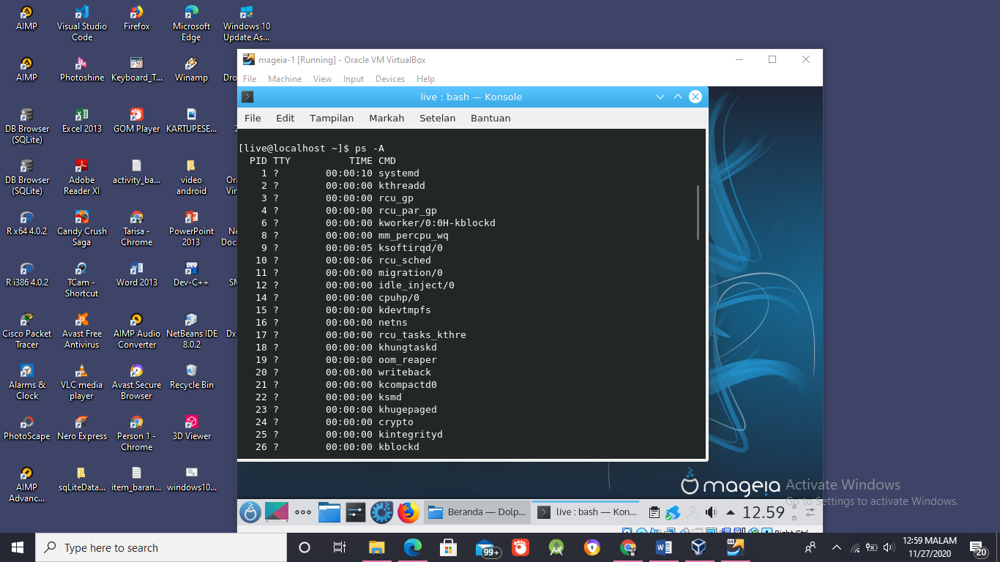 AIMP
Visual Studio
Code
Firefox
Microsoft
Edge
Windows 10
Update As...
AIMP
Photoshine
Keyboard_T...
Winamp
DB Browser
(SQLite)
Excel 2013
GOM Player
KARTUPESE...
DB Browser
(SQLite)
Adobe
Reader XI
activity_ba...
video
android
R x64 4.0.2
Candy Crush
Saga
Tarisa -
Chrome
PowerPoint
2013
R i386 4.0.2
TCam -
Shortcut
Word 2013
Dev-C++
Cisco Packet
Tracer
Avast Free
Antivirus
AIMP Audio
Converter
NetBeans IDE
8.0.2
Alarms &
Clock
VLC media
player
Avast Secure
Browser
Recycle Bin
PhotoScape
Nero Express
Person 1 -
Chrome
3D Viewer
AIMP
Advanc...
sqLiteData...
item_baran...
windows10...
mageia-1 [Running] - Oracle VM VirtualBox
File Machine View Input Devices Help
live : bash — Konsole
File Edit Tampilan Markah Setelan Bantuan
[live@localhost ~]$ ps -A
PID TTY TIME CMD
1 ? 00:00:10 systemd
2 ? 00:00:00 kthreadd
3 ? 00:00:00 rcu_gp
4 ? 00:00:00 rcu_par_gp
6 ? 00:00:00 kworker/0:0H-kblockd
8 ? 00:00:00 mm_percpu_wq
9 ? 00:00:05 ksoftirqd/0
10 ? 00:00:06 rcu_sched
11 ? 00:00:00 migration/0
12 ? 00:00:00 idle_inject/0
14 ? 00:00:00 cpuhp/0
15 ? 00:00:00 kdevtmpfs
16 ? 00:00:00 netns
17 ? 00:00:00 rcu_tasks_kthre
18 ? 00:00:00 khungtaskd
19 ? 00:00:00 oom_reaper
20 ? 00:00:00 writeback
21 ? 00:00:00 kcompactd0
22 ? 00:00:00 ksmd
23 ? 00:00:00 khugepaged
24 ? 00:00:00 crypto
25 ? 00:00:00 kintegrityd
26 ? 00:00:00 kblockd
mageia
Activate Windows
Go to Settings to activate Windows.
Beranda — Dolp...
live : bash — Kon...
12.59
Type here to search
99+
12:59 MALAM
11/27/2020
20